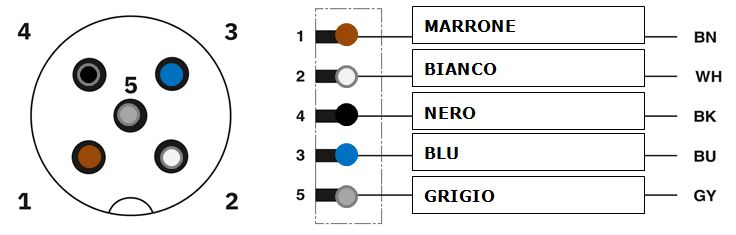 4 3
5
1 2
1 MARRONE BN
2 BIANCO WH
4 NERO BK
3 BLU BU
5 GRIGIO GY